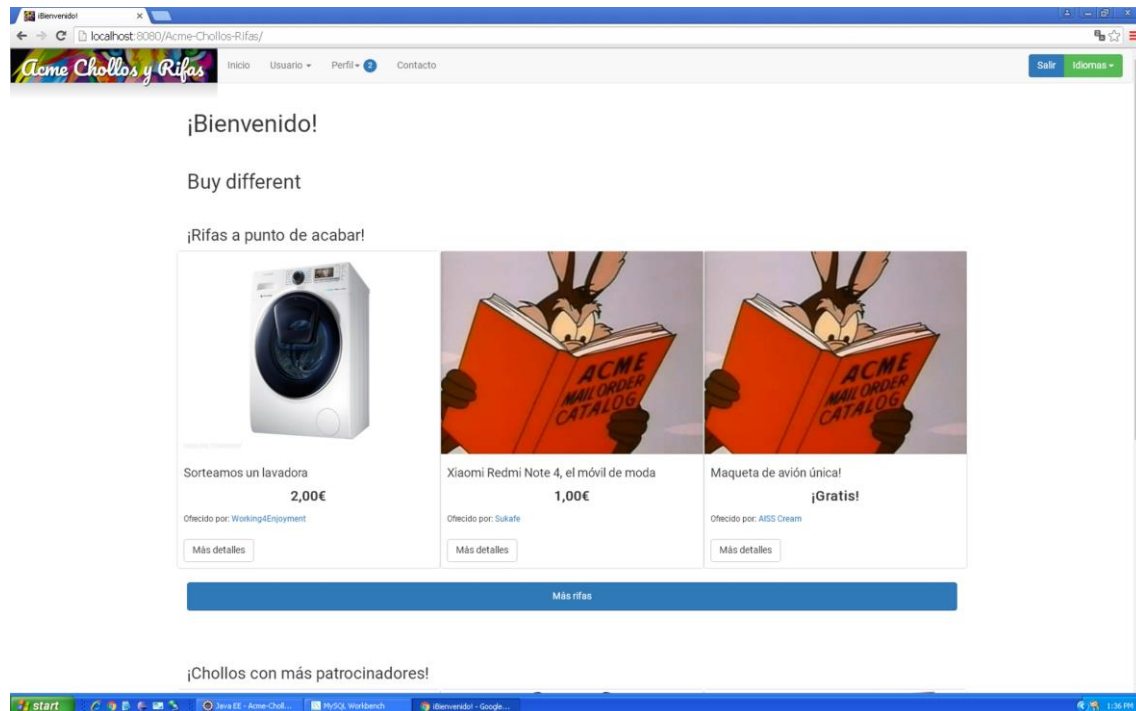 ¡Bienvenido!
localhost:8080/Acme-Chollos-Rifas/
Acme Chollos y Rifas
Inicio
Usuario
Perfil 2
Contacto
Salir
Idiomas
¡Bienvenido!
Buy different
¡Rifas a punto de acabar!
ACME
MAIL ORDER
CATALOG
ACME
MAIL ORDER
CATALOG
Sorteamos un lavadora
2,00€
Ofrecido por: Working4Enjoyment
Más detalles
Xiaomi Redmi Note 4, el móvil de moda
1,00€
Ofrecido por: Sukafe
Más detalles
Maqueta de avión única!
¡Gratis!
Ofrecido por: AISS Cream
Más detalles
Más rifas
¡Chollos con más patrocinadores!
start
Java EE - Acme-Chol...
MySQL Workbench
¡Bienvenido! - Google...
1:36 PM